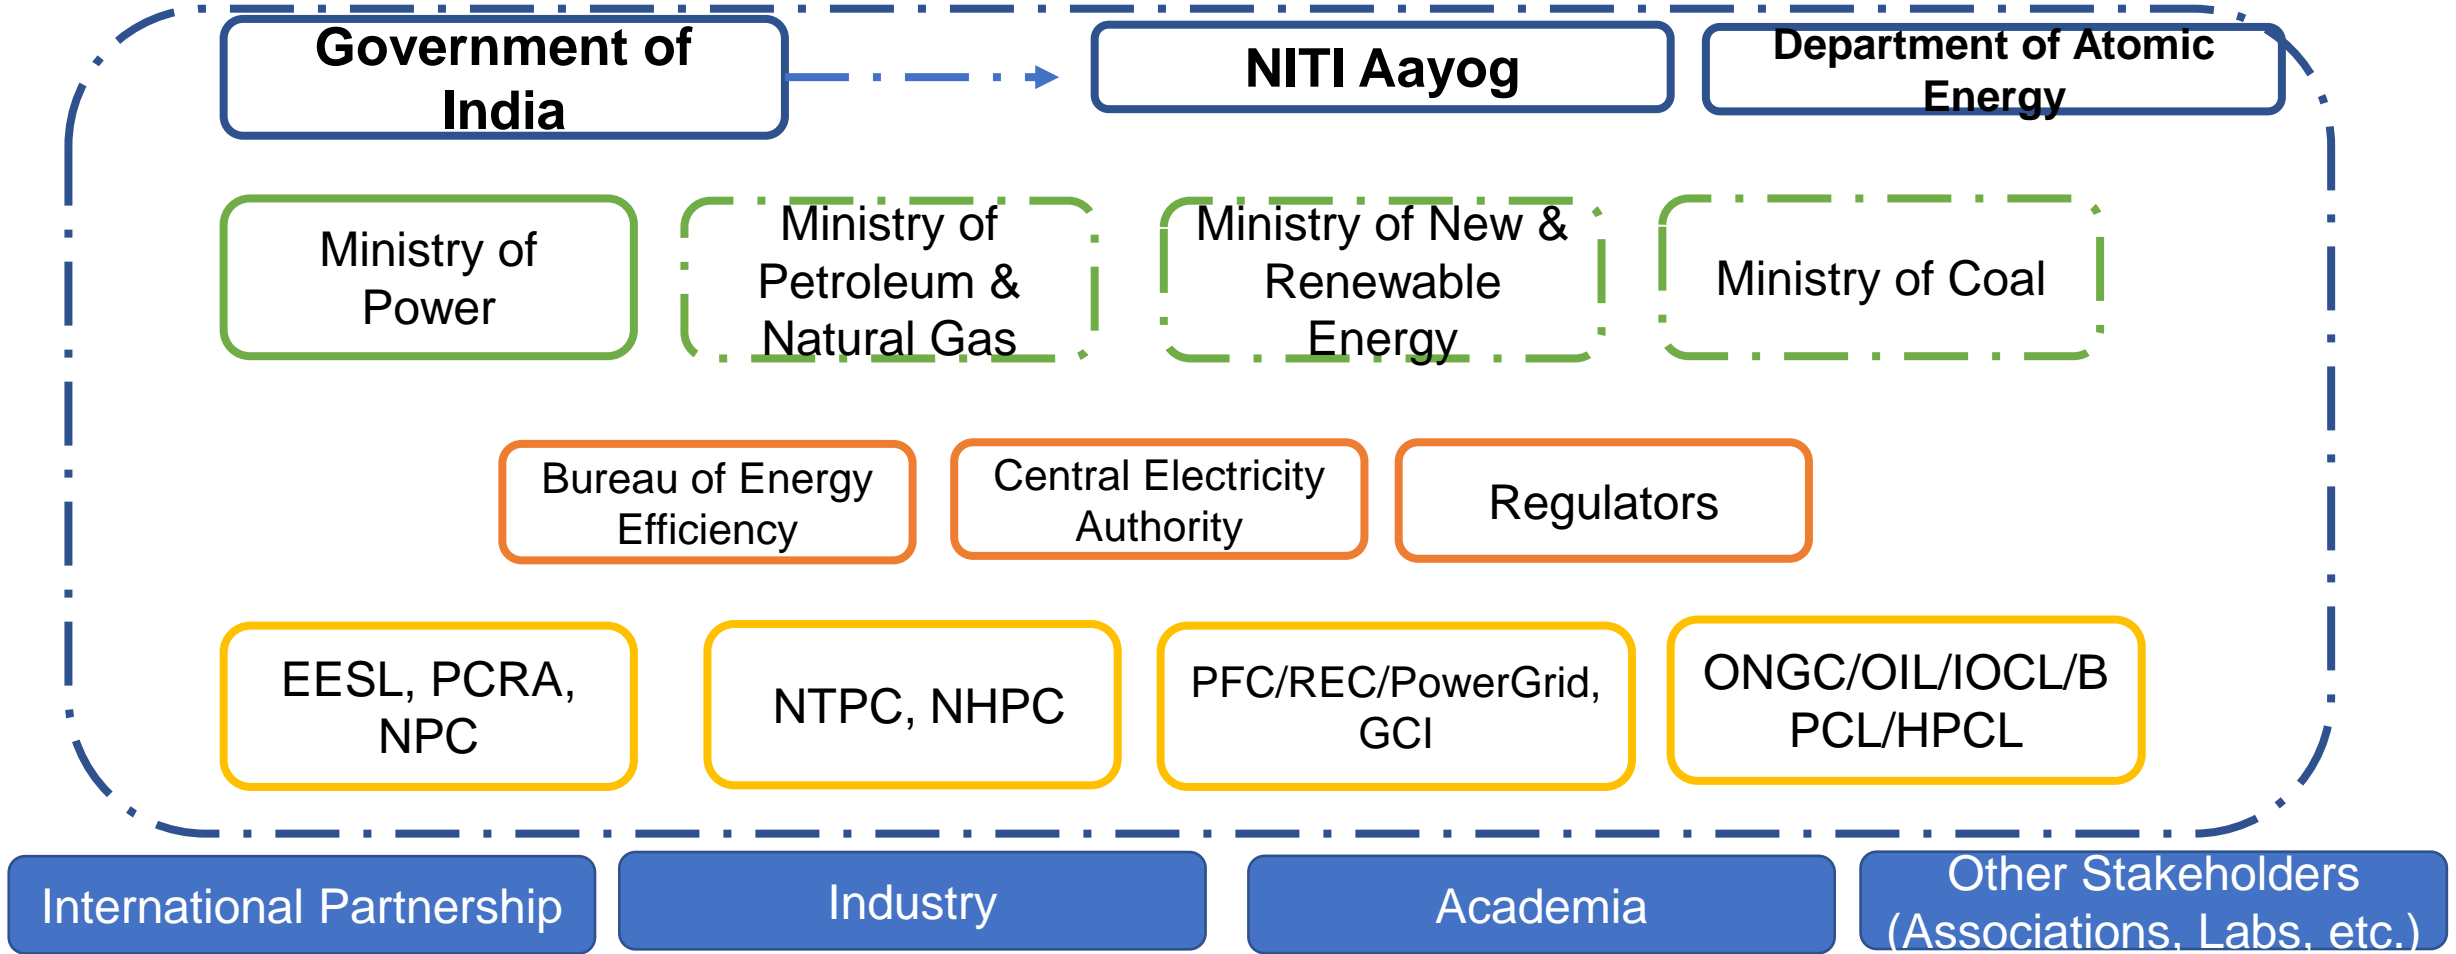 Government of
India
NITI Aayog
Department of Atomic
Energy
Ministry of
Power
Ministry of
Petroleum &
Natural Gas
Ministry of New &
Renewable
Energy
Ministry of Coal
Bureau of Energy
Efficiency
Central Electricity
Authority
Regulators
EESL, PCRA,
NPC
NTPC, NHPC
PFC/REC/PowerGrid,
GCI
ONGC/OIL/IOCL/B
PCL/HPCL
International Partnership
Industry
Academia
Other Stakeholders
(Associations, Labs, etc.)